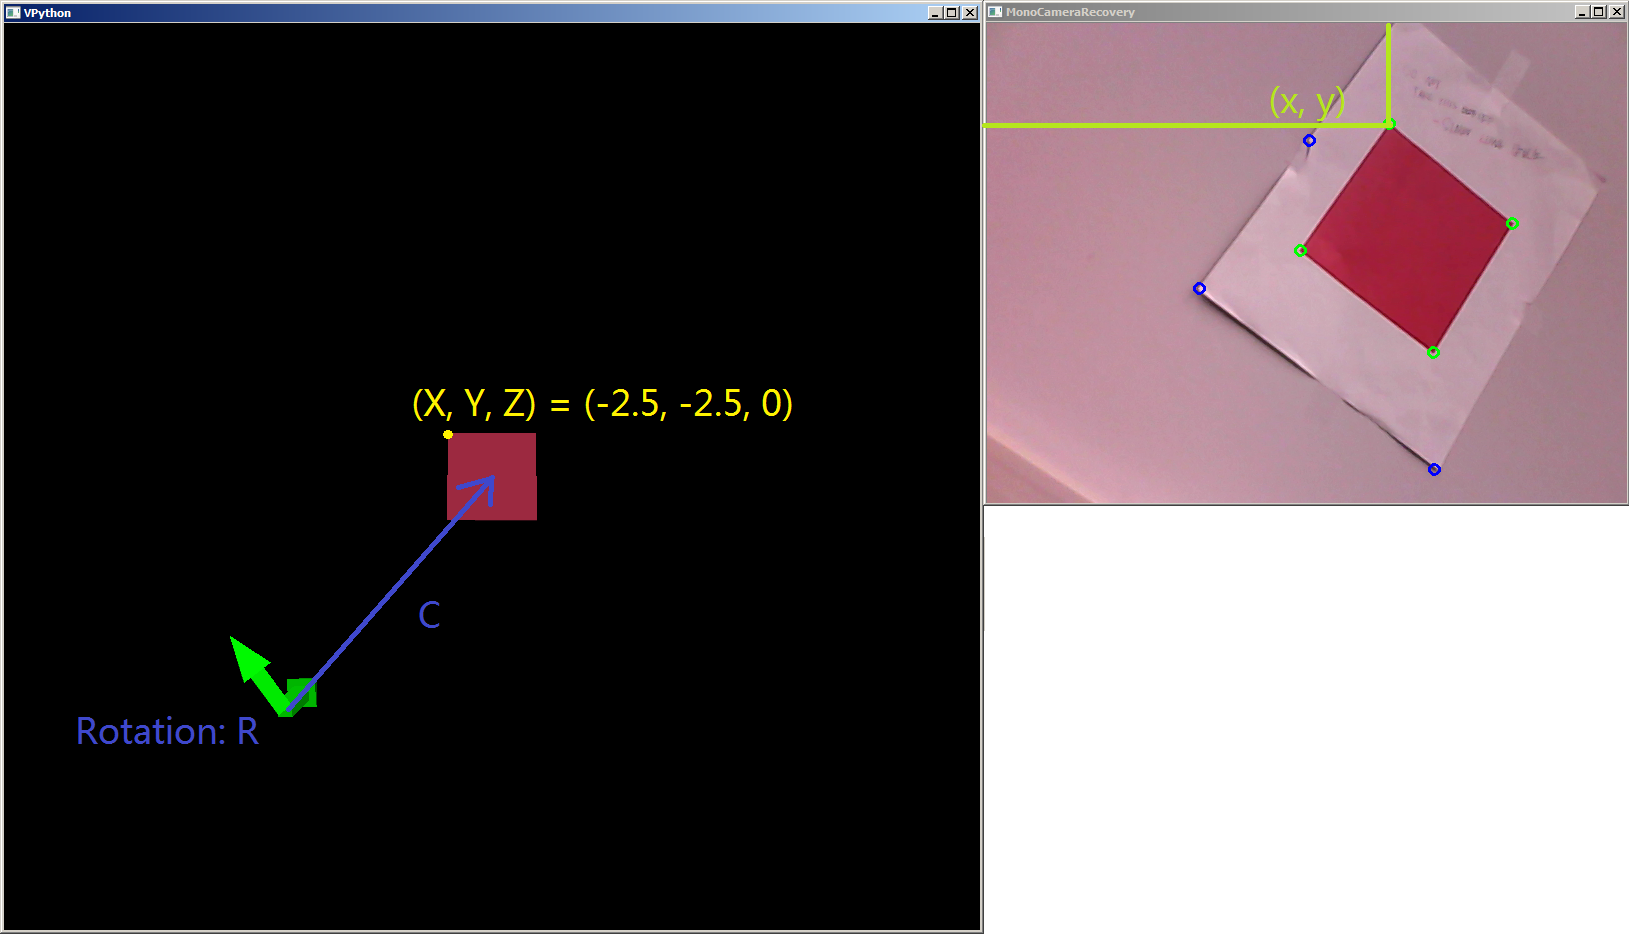 VPython
MonoCameraRecovery
(x, y)
(X, Y, Z) = (-2.5, -2.5, 0)
C
Rotation: R